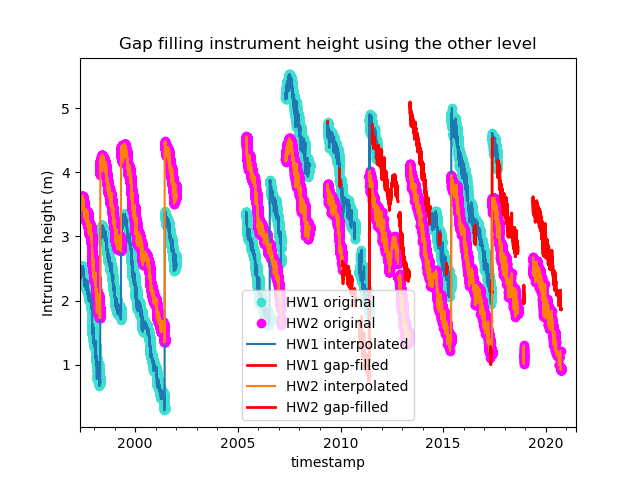 Gap filling instrument height using the other level
5
4
3
2
1
Intrument height (m)
HW1 original
HW2 original
HW1 interpolated
HW1 gap-filled
HW2 interpolated
HW2 gap-filled
2000
2005
2010
2015
2020
timestamp